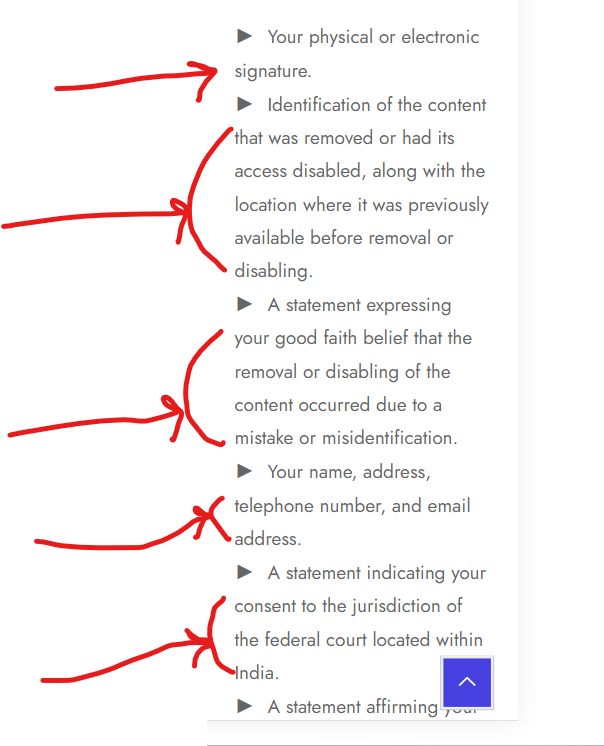 ► Your physical or electronic
signature.
► Identification of the content
that was removed or had its
access disabled, along with the
location where it was previously
available before removal or
disabling.
► A statement expressing
your good faith belief that the
removal or disabling of the
content occurred due to a
mistake or misidentification.
► Your name, address,
telephone number, and email
address.
► A statement indicating your
consent to the jurisdiction of
the federal court located within
India.
► A statement affirming your